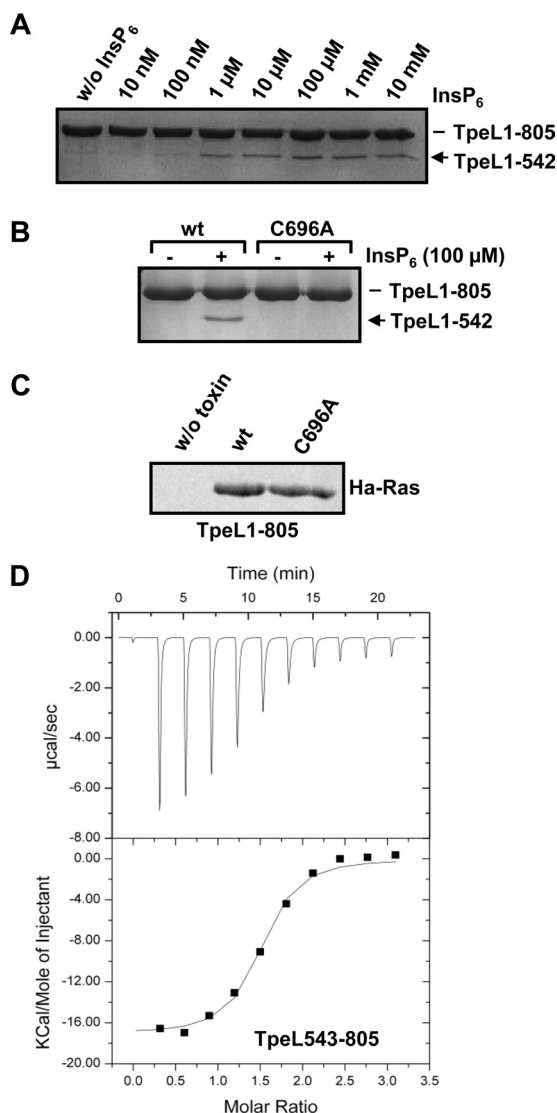 A
w/o InsP6 10 nM 100 nM 1 µM 10 µM 100 µM 1 mM 10 mM InsP6
– TpeL1-805
TpeL1-542
B
wt C696A
- + - + InsP6 (100 µM)
– TpeL1-805
TpeL1-542
C
w/o toxin wt C696A
Ha-Ras
TpeL1-805
D
Time (min)
0 5 10 15 20
0.00
-2.00
-4.00
-6.00
-8.00
µcal/sec
0.00
-4.00
-8.00
-12.00
-16.00
-20.00
KCal/Mole of Injectant
TpeL543-805
0.0 0.5 1.0 1.5 2.0 2.5 3.0 3.5
Molar Ratio